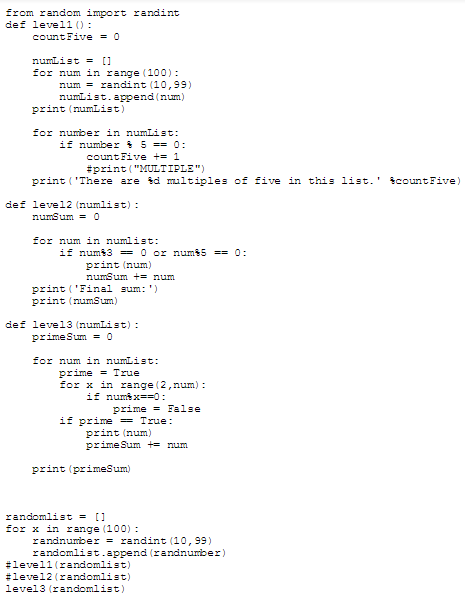 from random import randint
def level1():
    countFive = 0

    numList = []
    for num in range(100):
        num = randint(10,99)
        numList.append(num)
    print(numList)

    for number in numList:
        if number % 5 == 0:
            countFive += 1
            #print("MULTIPLE")
    print('There are %d multiples of five in this list.' %countFive)

def level2(numlist):
    numSum = 0

    for num in numlist:
        if num%3 == 0 or num%5 == 0:
            print(num)
            numSum += num
    print('Final sum:')
    print(numSum)

def level3(numList):
    primeSum = 0

    for num in numList:
        prime = True
        for x in range(2,num):
            if num%x==0:
                prime = False
        if prime == True:
            print(num)
            primeSum += num

    print(primeSum)


randomlist = []
for x in range(100):
    randnumber = randint(10,99)
    randomlist.append(randnumber)
#level1(randomlist)
#level2(randomlist)
level3(randomlist)